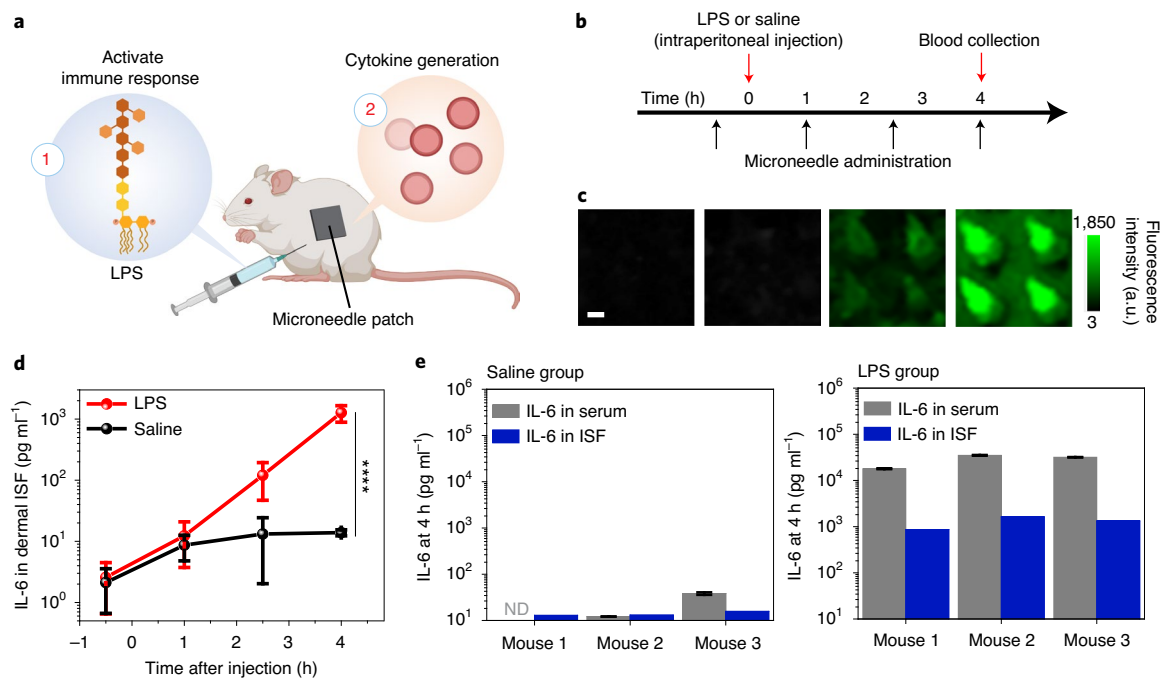 a
Activate
immune response
1
LPS
Cytokine generation
2
Microneedle patch
b
LPS or saline
(intraperitoneal injection)
Blood collection
Time (h) 0 1 2 3 4
Microneedle administration
c
1,850
3
Fluorescence
intensity (a.u.)
d
LPS
Saline
IL-6 in dermal ISF (pg ml⁻¹)
10³
10²
10¹
10⁰
****
−1 0 1 2 3 4
Time after injection (h)
e
Saline group
IL-6 in serum
IL-6 in ISF
IL-6 at 4 h (pg ml⁻¹)
10⁶
10⁵
10⁴
10³
10²
10¹
ND
Mouse 1 Mouse 2 Mouse 3
LPS group
IL-6 in serum
IL-6 in ISF
IL-6 at 4 h (pg ml⁻¹)
10⁶
10⁵
10⁴
10³
10²
10¹
Mouse 1 Mouse 2 Mouse 3